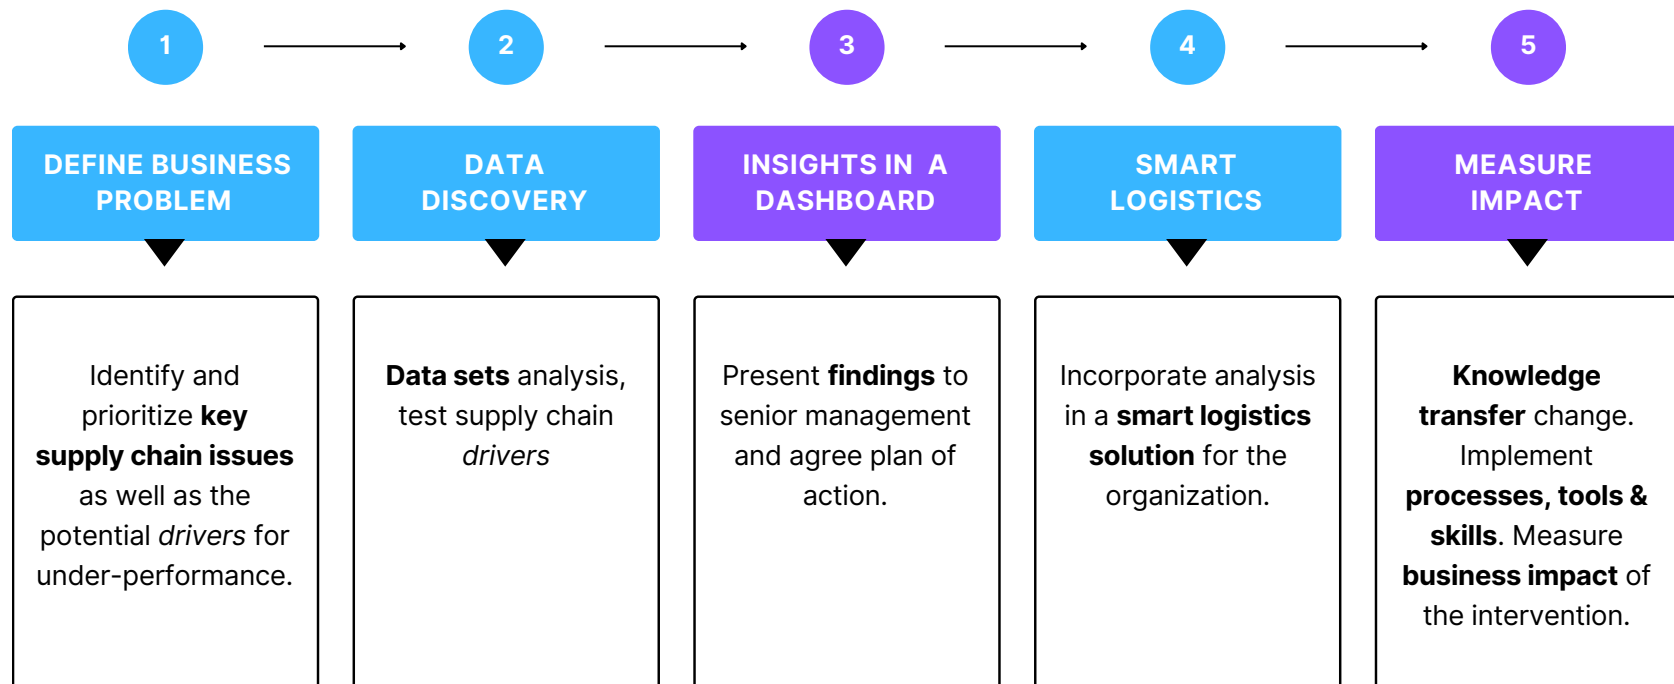 1
2
3
4
5
DEFINE BUSINESS
PROBLEM
DATA
DISCOVERY
INSIGHTS IN A
DASHBOARD
SMART
LOGISTICS
MEASURE
IMPACT
Identify and
prioritize key
supply chain issues
as well as the
potential drivers for
under-performance.
Data sets analysis,
test supply chain
drivers
Present findings to
senior management
and agree plan of
action.
Incorporate analysis
in a smart logistics
solution for the
organization.
Knowledge
transfer change.
Implement
processes, tools &
skills. Measure
business impact of
the intervention.